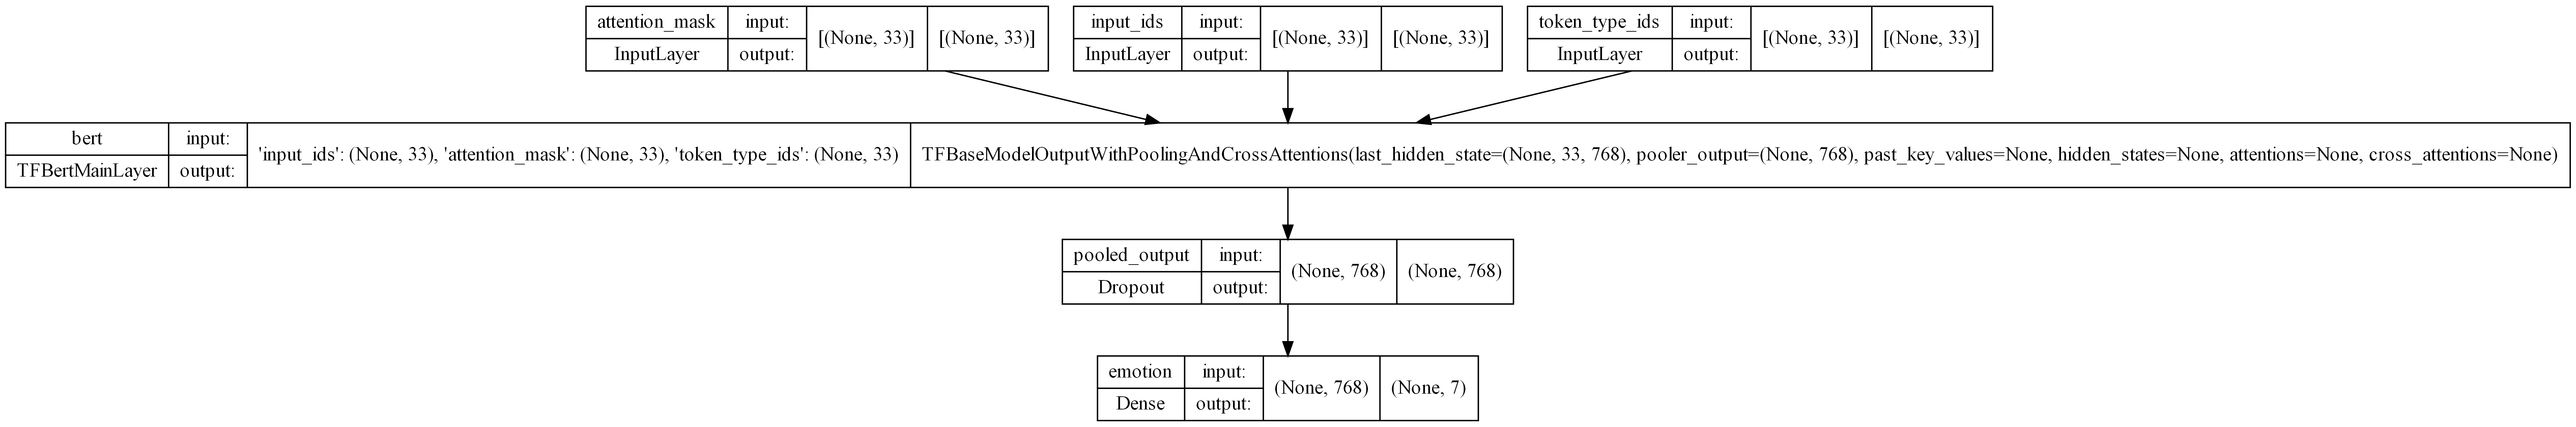 attention_mask input: [(None, 33)] [(None, 33)]
InputLayer output:
input_ids input: [(None, 33)] [(None, 33)]
InputLayer output:
token_type_ids input: [(None, 33)] [(None, 33)]
InputLayer output:
bert input: 'input_ids': (None, 33), 'attention_mask': (None, 33), 'token_type_ids': (None, 33) TFBaseModelOutputWithPoolingAndCrossAttentions(last_hidden_state=(None, 33, 768), pooler_output=(None, 768), past_key_values=None, hidden_states=None, attentions=None, cross_attentions=None)
TFBertMainLayer output:
pooled_output input: (None, 768) (None, 768)
Dropout output:
emotion input: (None, 768) (None, 7)
Dense output: